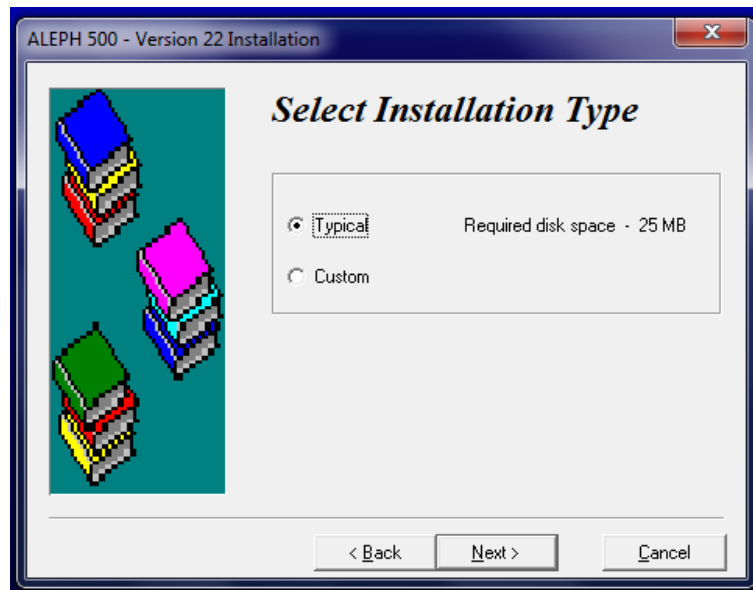 ALEPH 500 - Version 22 Installation
Select Installation Type
Typical Required disk space - 25 MB
Custom
< Back Next > Cancel